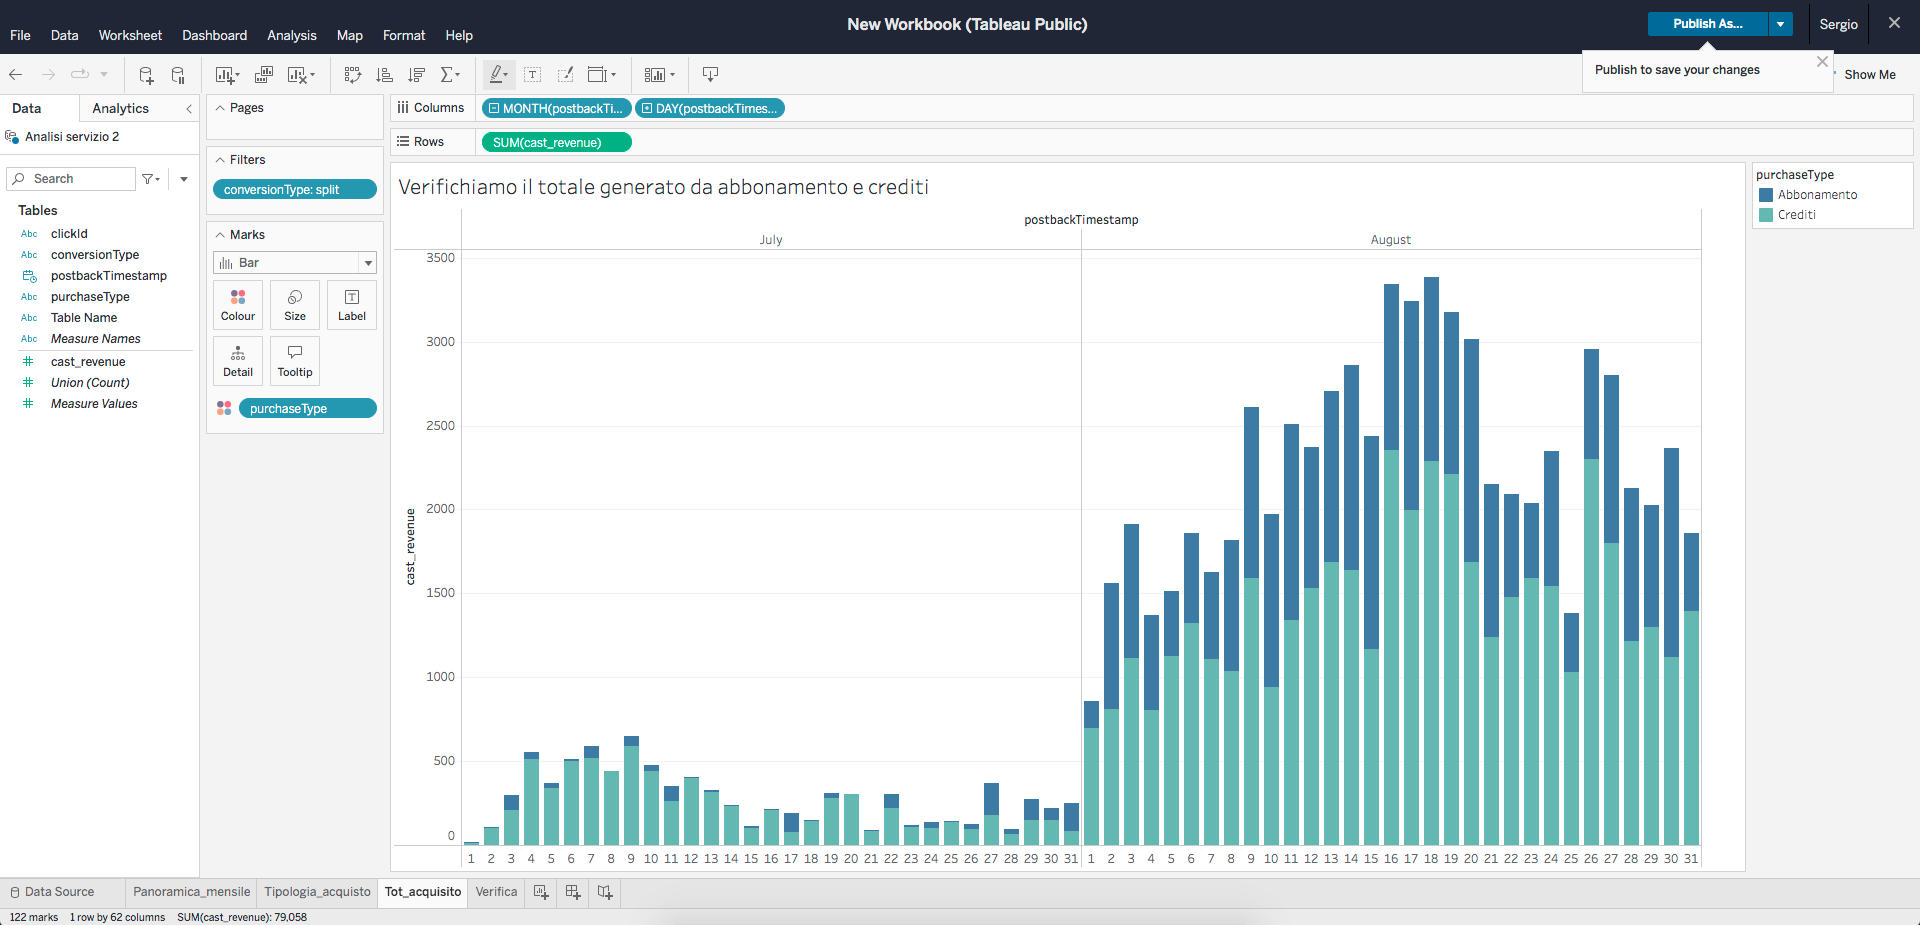 New Workbook (Tableau Public)
Publish As...
Sergio
File Data Worksheet Dashboard Analysis Map Format Help
Publish to save your changes
Show Me
Data Analytics
Analisi servizio 2
Search
Tables
Abc clickId
Abc conversionType
postbackTimestamp
Abc purchaseType
Abc Table Name
Abc Measure Names
cast_revenue
Union (Count)
Measure Values
Pages
Filters
conversionType: split
Marks
Bar
Colour Size Label
Detail Tooltip
purchaseType
Columns MONTH(postbackTi... DAY(postbackTimes...
Rows SUM(cast_revenue)
Verifichiamo il totale generato da abbonamento e crediti
postbackTimestamp
July August
cast_revenue
3500
3000
2500
2000
1500
1000
500
0
1 2 3 4 5 6 7 8 9 10 11 12 13 14 15 16 17 18 19 20 21 22 23 24 25 26 27 28 29 30 31 1 2 3 4 5 6 7 8 9 10 11 12 13 14 15 16 17 18 19 20 21 22 23 24 25 26 27 28 29 30 31
purchaseType
Abbonamento
Crediti
Data Source Panoramica_mensile Tipologia_acquisto Tot_acquisito Verifica
122 marks 1 row by 62 columns SUM(cast_revenue): 79,058